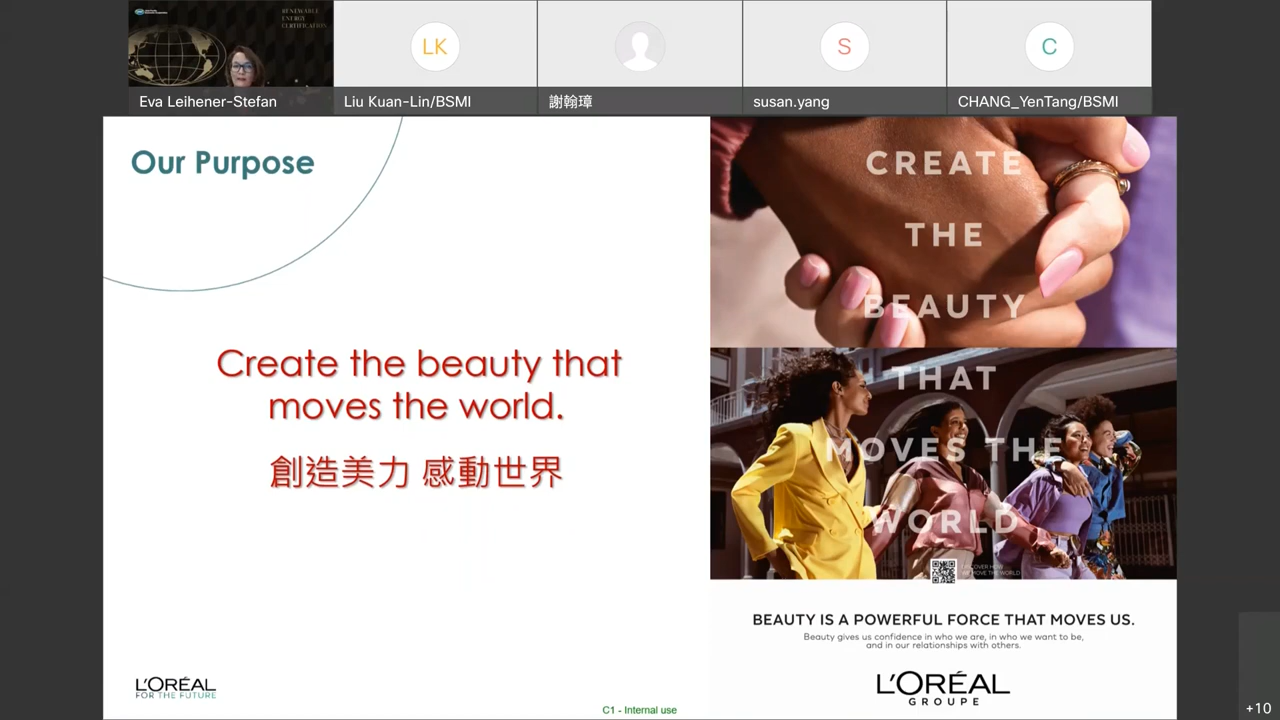 RENEWABLE
ENERGY
CERTIFICATION
LK
S
C
Eva Leihener-Stefan
Liu Kuan-Lin/BSMI
謝翰璋
susan.yang
CHANG_YenTang/BSMI
Our Purpose
Create the beauty that
moves the world.
創造美力 感動世界
L'ORÉAL
FOR THE FUTURE
C1 - Internal use
CREATE
THE
BEAUTY
THAT
MOVES THE
WORLD
BEAUTY IS A POWERFUL FORCE THAT MOVES US.
Beauty gives us confidence in who we are, in who we want to be,
and in our relationships with others.
L'ORÉAL
GROUPE
+10